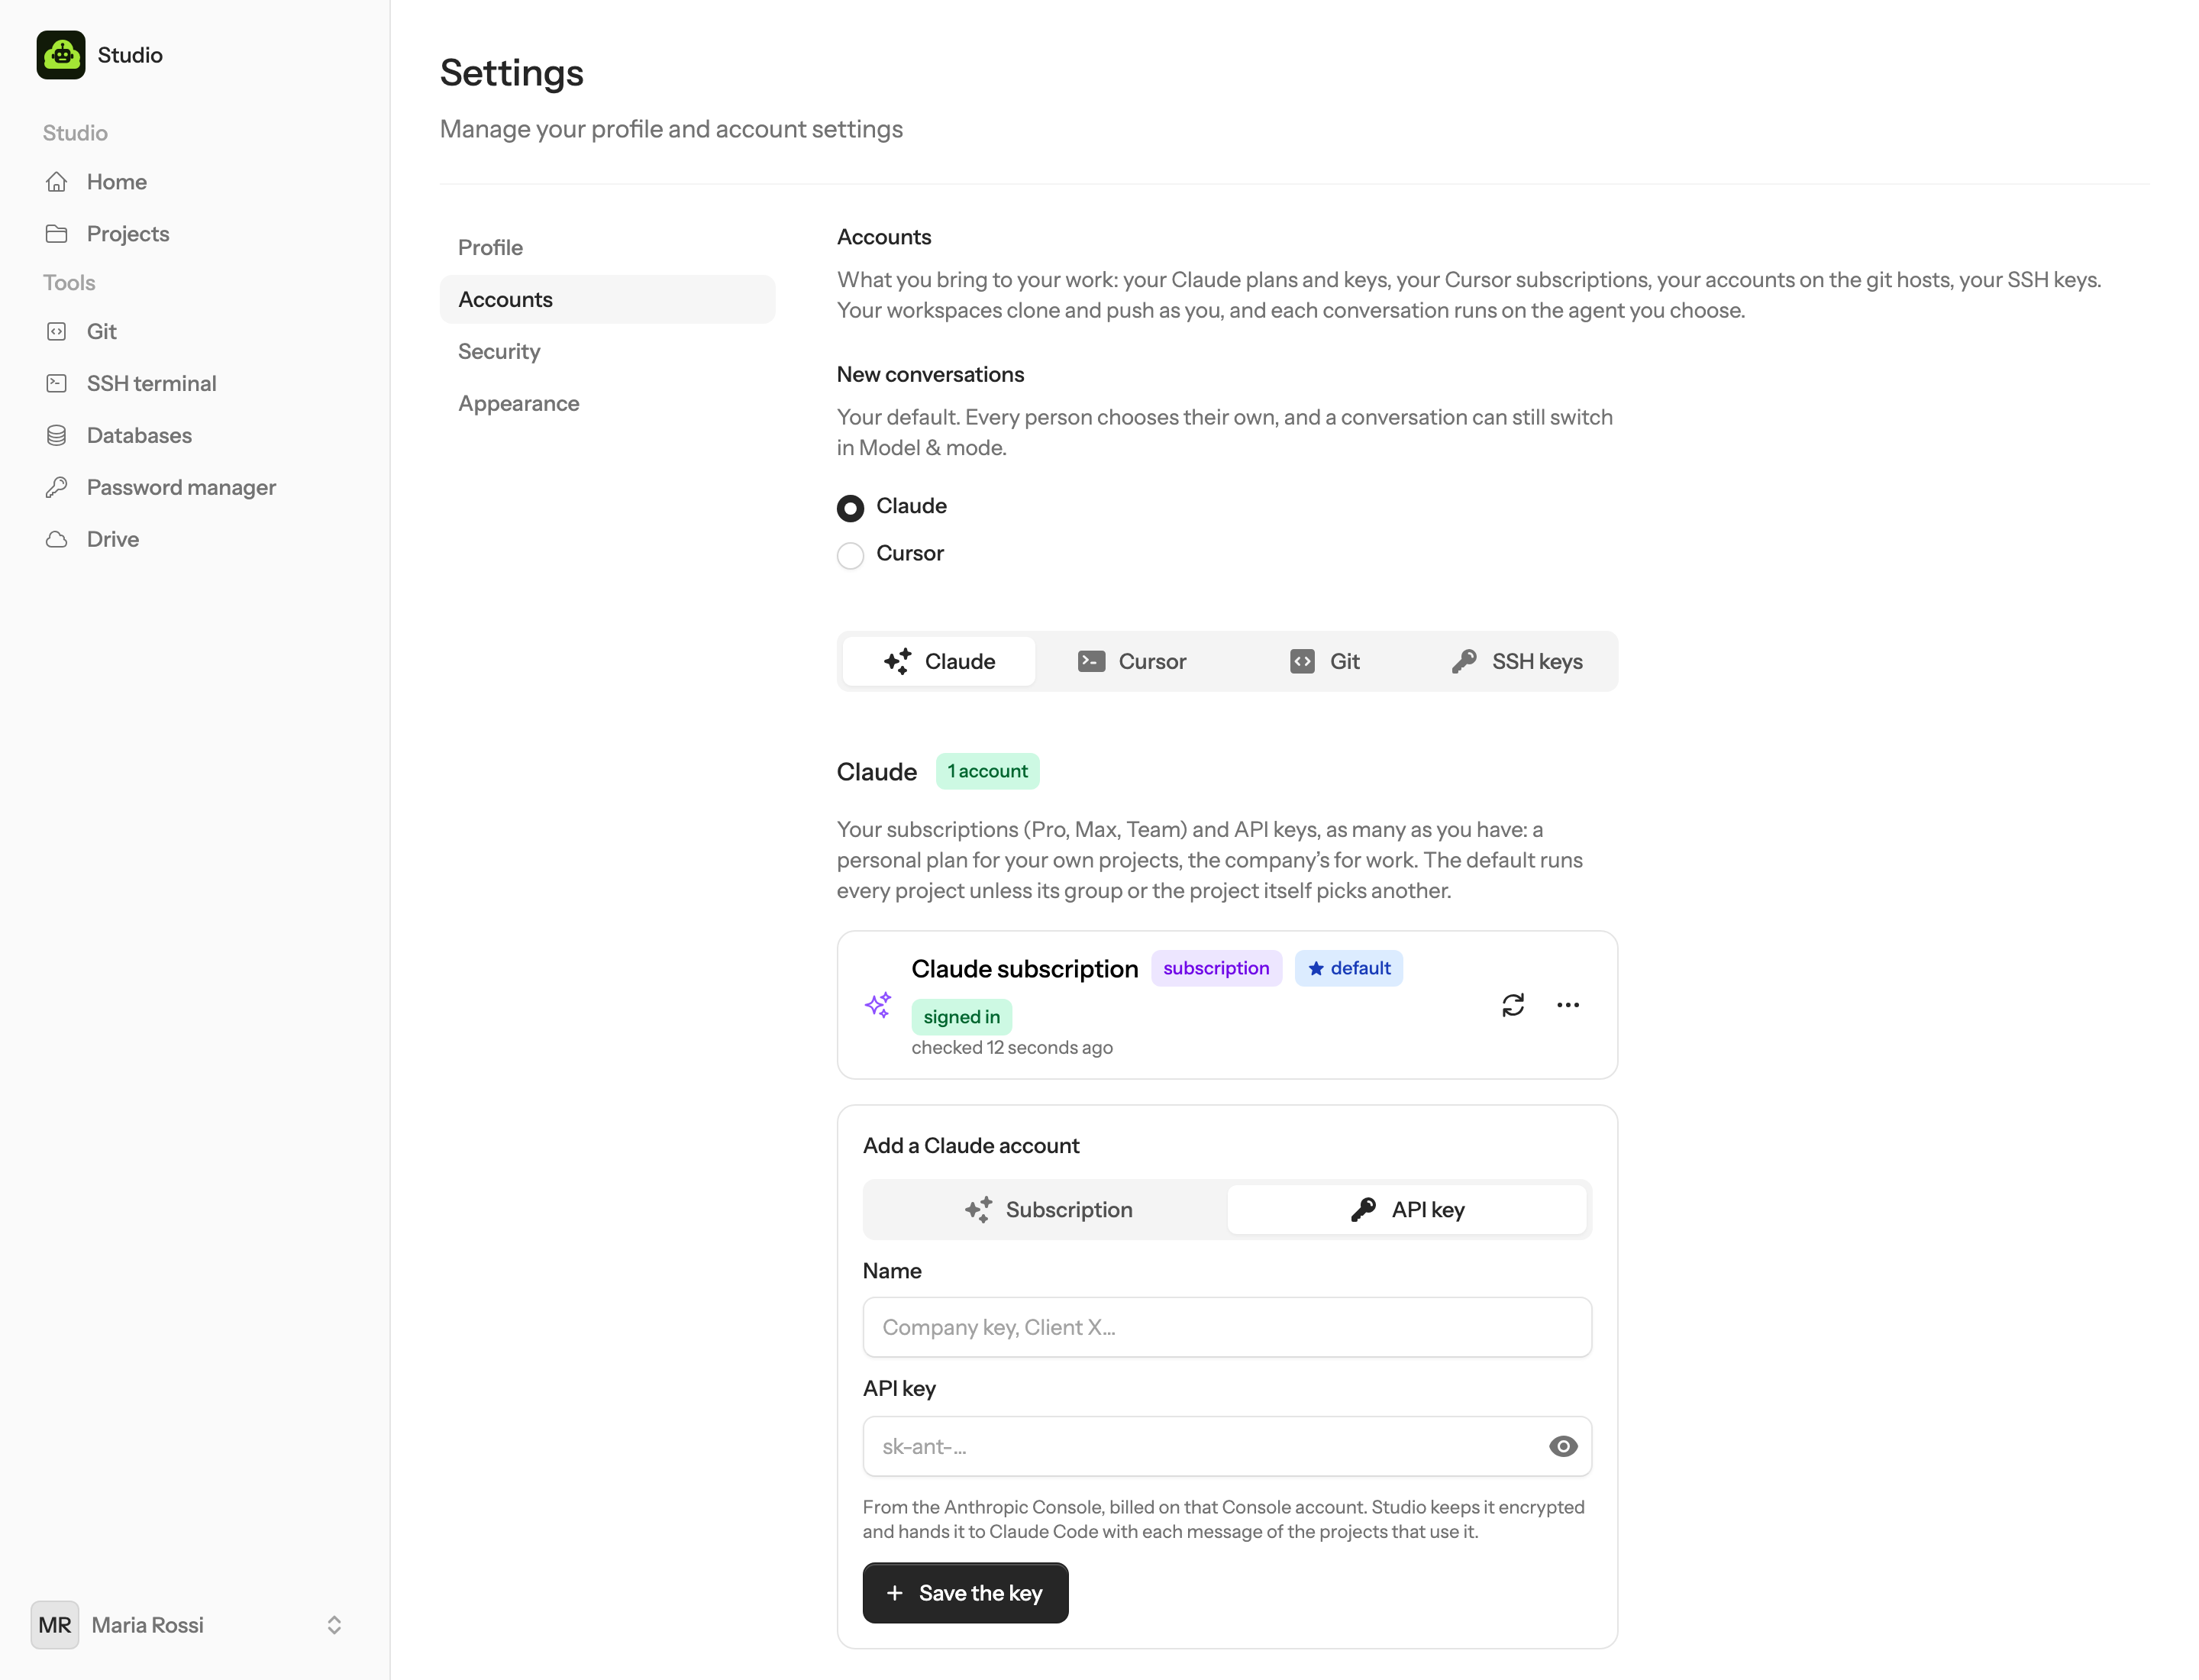 Studio
Studio
Home
Projects
Tools
Git
SSH terminal
Databases
Password manager
Drive
MR
Maria Rossi
Settings
Manage your profile and account settings
Profile
Accounts
Security
Appearance
Accounts
What you bring to your work: your Claude plans and keys, your Cursor subscriptions, your accounts on the git hosts, your SSH keys.
Your workspaces clone and push as you, and each conversation runs on the agent you choose.
New conversations
Your default. Every person chooses their own, and a conversation can still switch
in Model & mode.
Claude
Cursor
Claude
Cursor
Git
SSH keys
Claude
1 account
Your subscriptions (Pro, Max, Team) and API keys, as many as you have: a
personal plan for your own projects, the company’s for work. The default runs
every project unless its group or the project itself picks another.
Claude subscription
subscription
default
signed in
checked 12 seconds ago
Add a Claude account
Subscription
API key
Name
Company key, Client X...
API key
sk-ant-...
From the Anthropic Console, billed on that Console account. Studio keeps it encrypted
and hands it to Claude Code with each message of the projects that use it.
Save the key